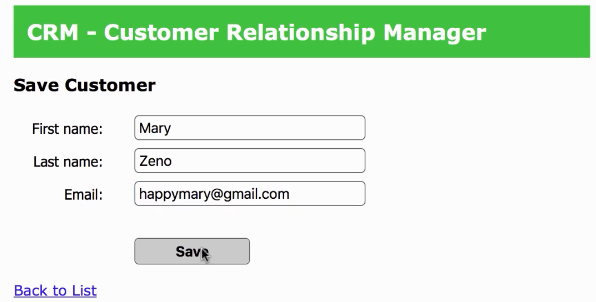 CRM - Customer Relationship Manager
Save Customer
First name: Mary
Last name: Zeno
Email: happymary@gmail.com
Save
Back to List